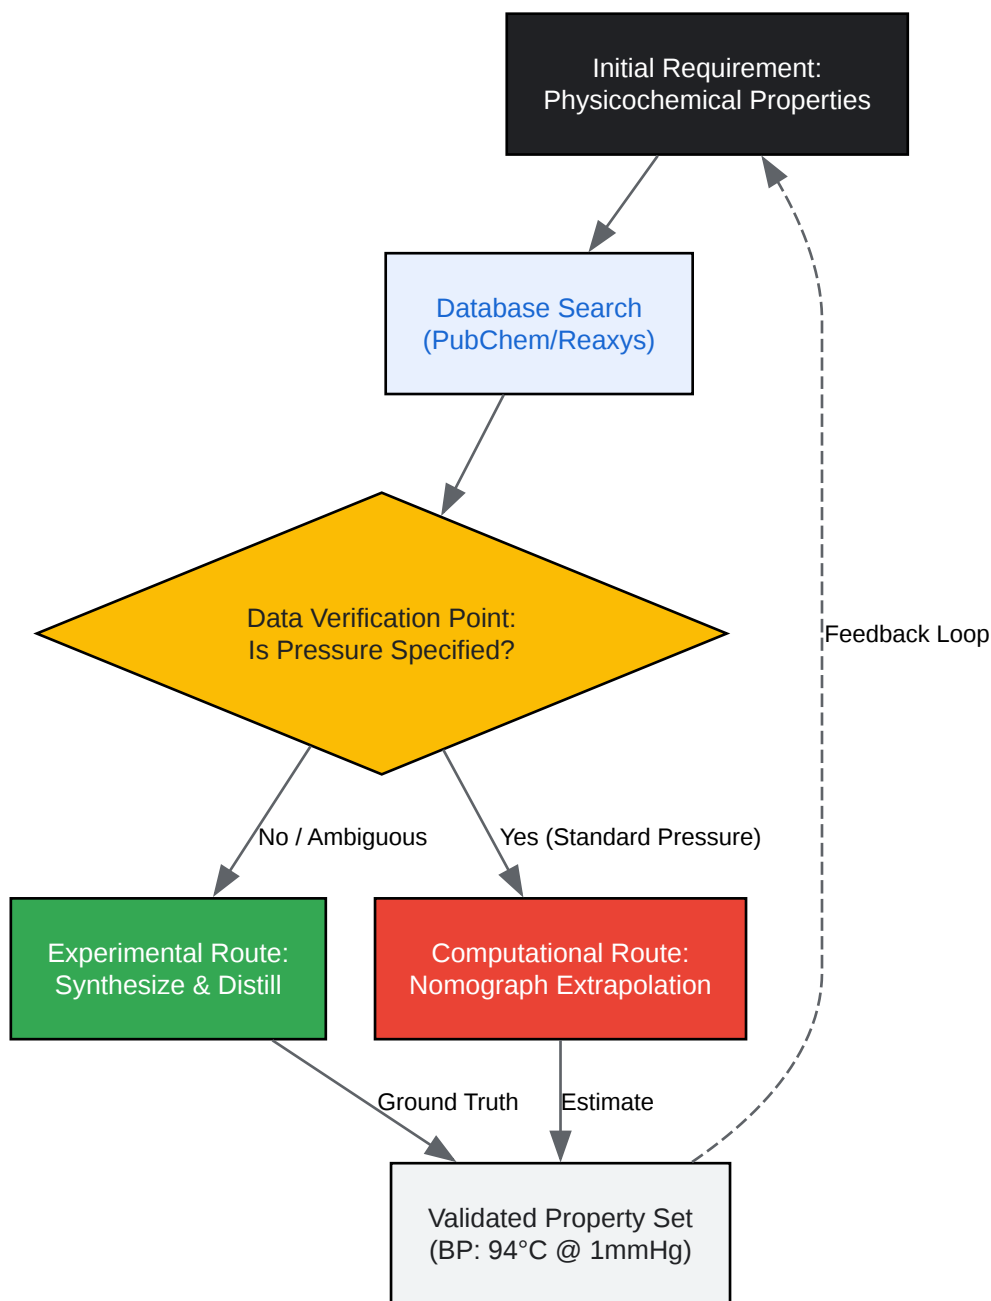 Initial Requirement:
Physicochemical Properties
Database Search
(PubChem/Reaxys)
Data Verification Point:
Is Pressure Specified?
Feedback Loop
No / Ambiguous
Yes (Standard Pressure)
Experimental Route:
Synthesize & Distill
Computational Route:
Nomograph Extrapolation
Ground Truth
Estimate
Validated Property Set
(BP: 94°C @ 1mmHg)